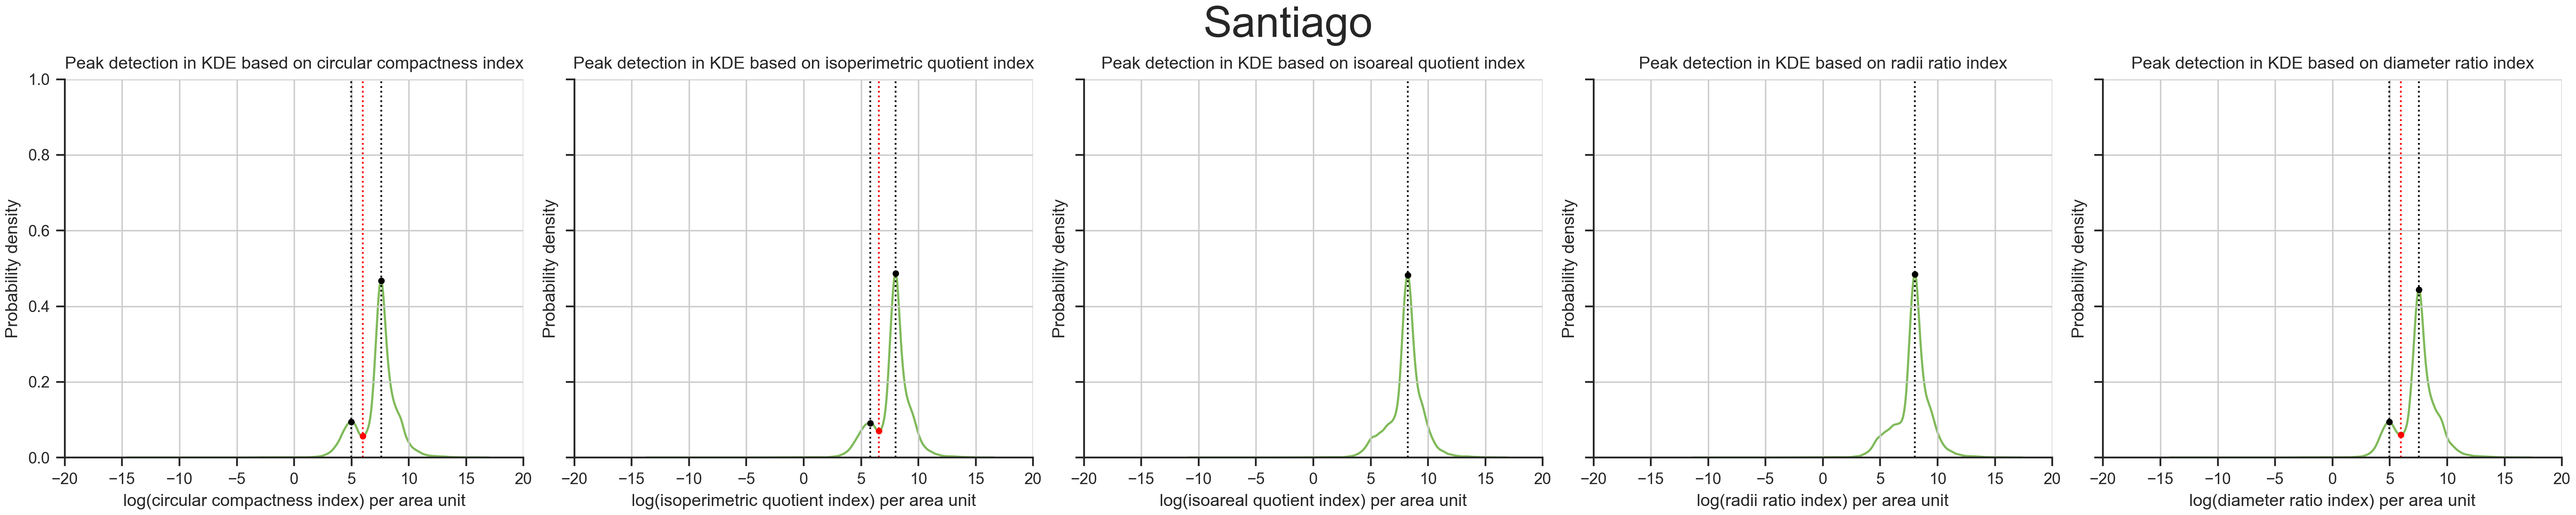 Santiago
Peak detection in KDE based on circular compactness index
Probability density
1.0
0.8
0.6
0.4
0.2
0.0
−20 −15 −10 −5 0 5 10 15 20
log(circular compactness index) per area unit
Peak detection in KDE based on isoperimetric quotient index
Probability density
−20 −15 −10 −5 0 5 10 15 20
log(isoperimetric quotient index) per area unit
Peak detection in KDE based on isoareal quotient index
Probability density
−20 −15 −10 −5 0 5 10 15 20
log(isoareal quotient index) per area unit
Peak detection in KDE based on radii ratio index
Probability density
−20 −15 −10 −5 0 5 10 15 20
log(radii ratio index) per area unit
Peak detection in KDE based on diameter ratio index
Probability density
−20 −15 −10 −5 0 5 10 15 20
log(diameter ratio index) per area unit